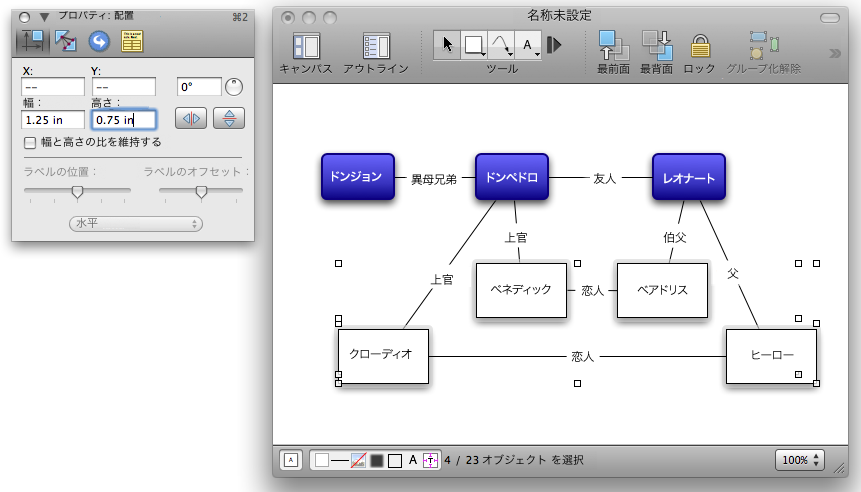 プロパティ: 配置
⌘2
X:
Y:
--
--
0°
幅：
高さ：
1.25 in
0.75 in
幅と高さの比を維持する
ラベルの位置：
ラベルのオフセット：
水平
名称未設定
キャンバス
アウトライン
A
ツール
最前面
最背面
ロック
グループ化解除
ドンジョン
異母兄弟
ドンペドロ
友人
レオナート
上官
伯父
上官
父
ベネディック
恋人
ベアドリス
クローディオ
恋人
ヒーロー
A
A
T
4 / 23 オブジェクト を選択
100%